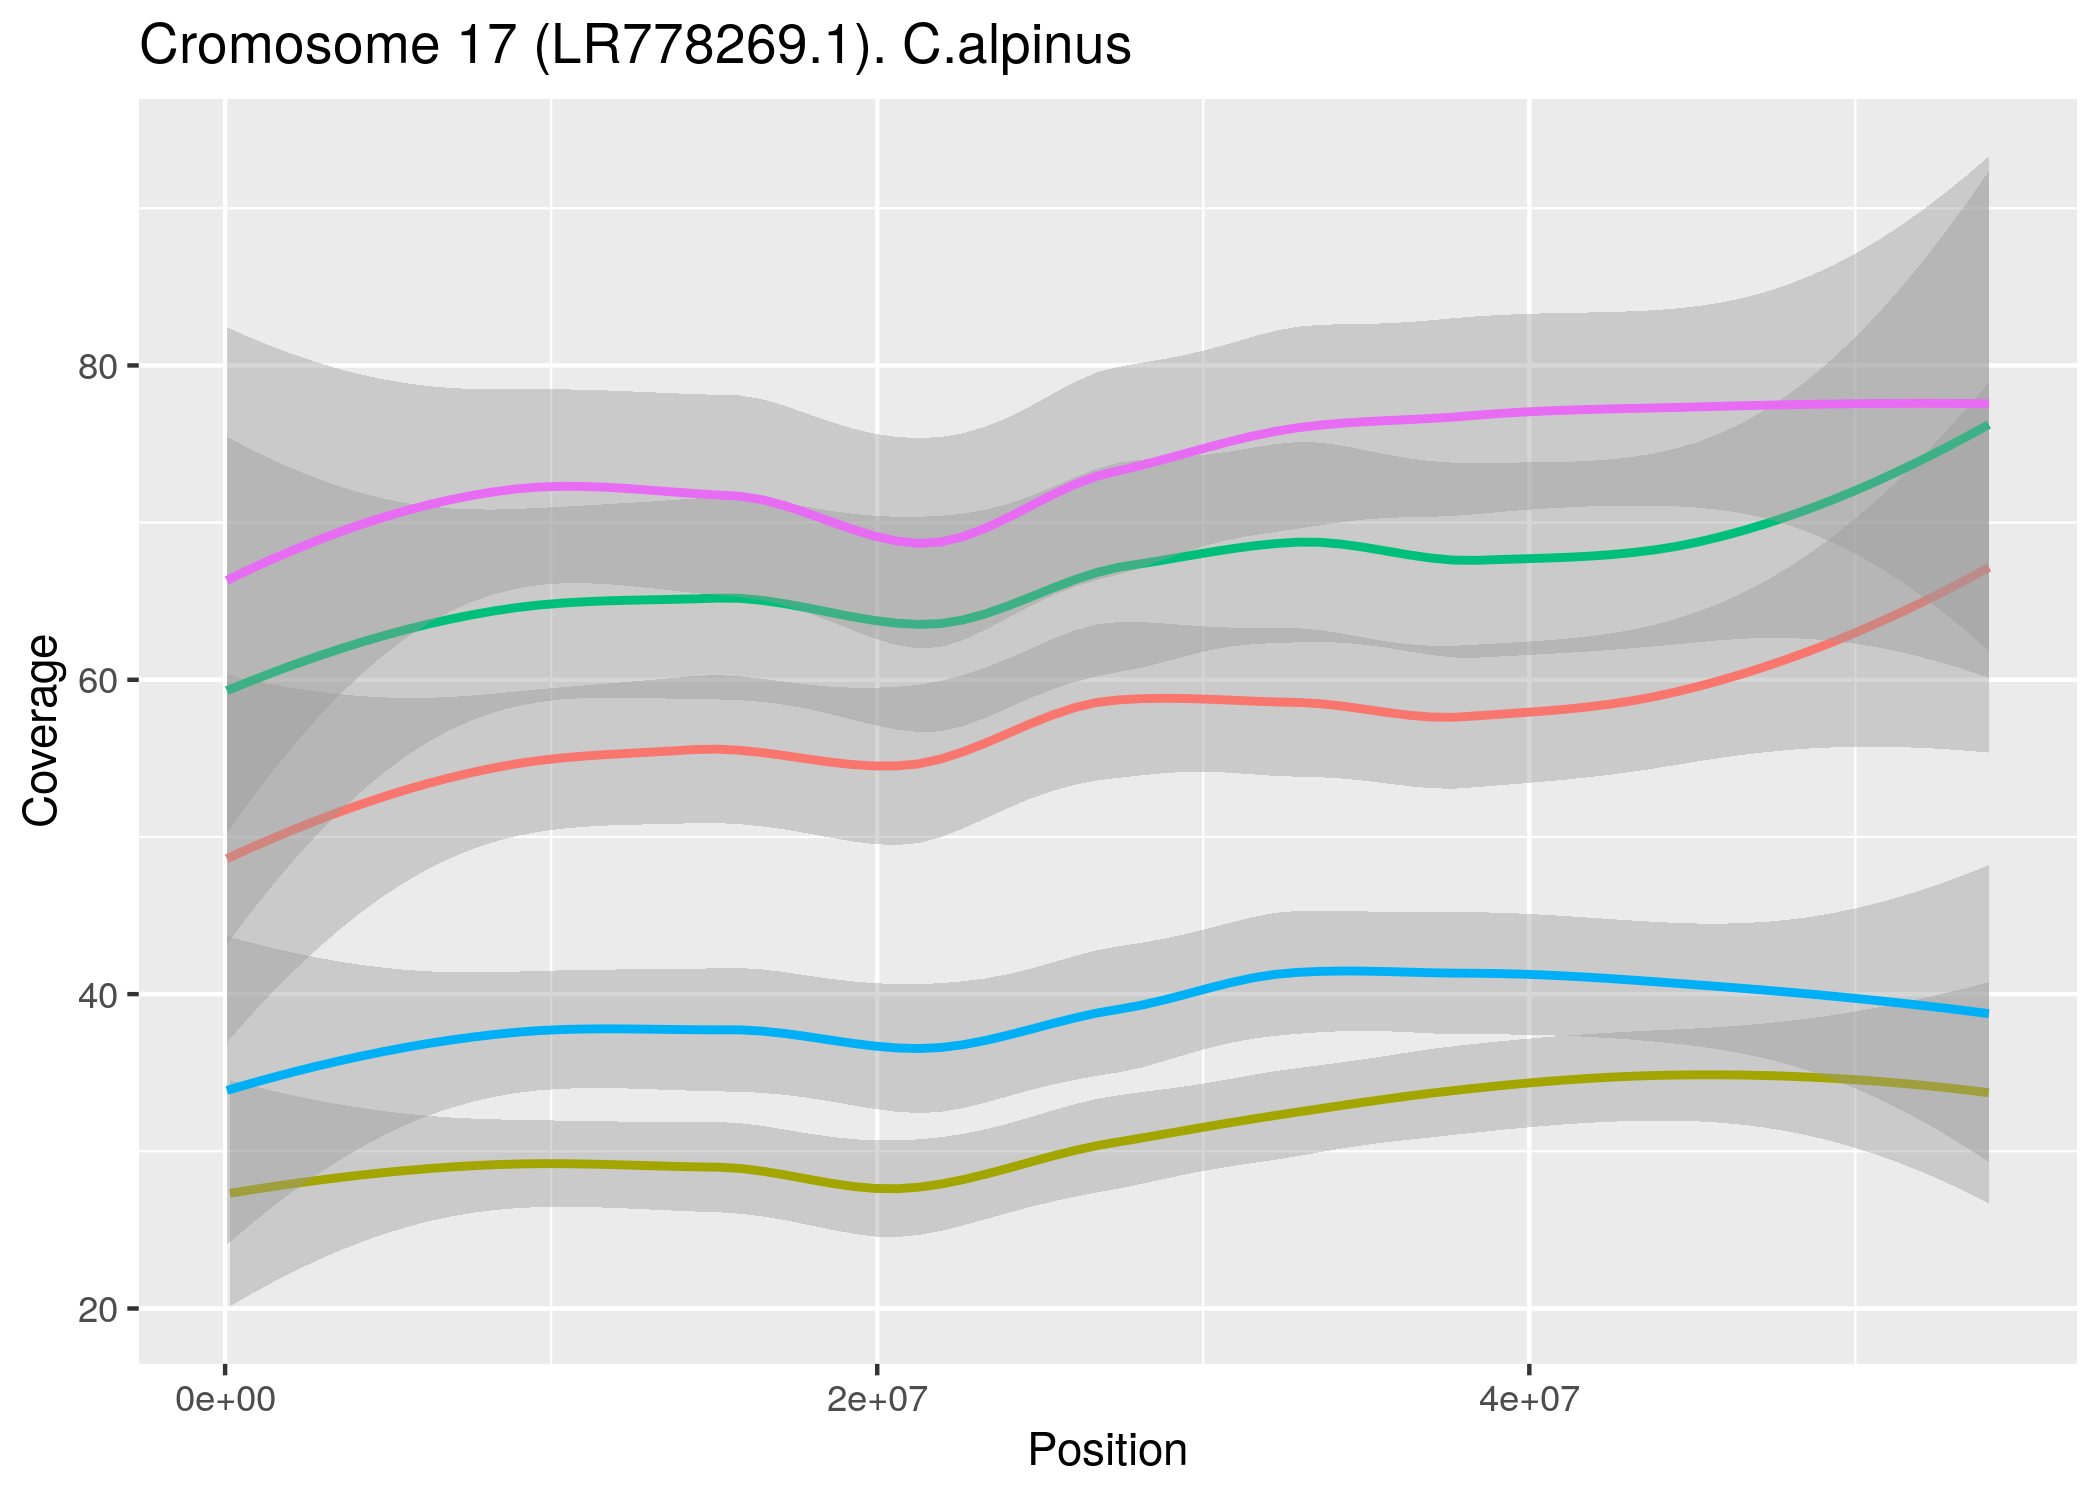 Cromosome 17 (LR778269.1). C.alpinus
Coverage
80
60
40
20
0e+00 2e+07 4e+07
Position